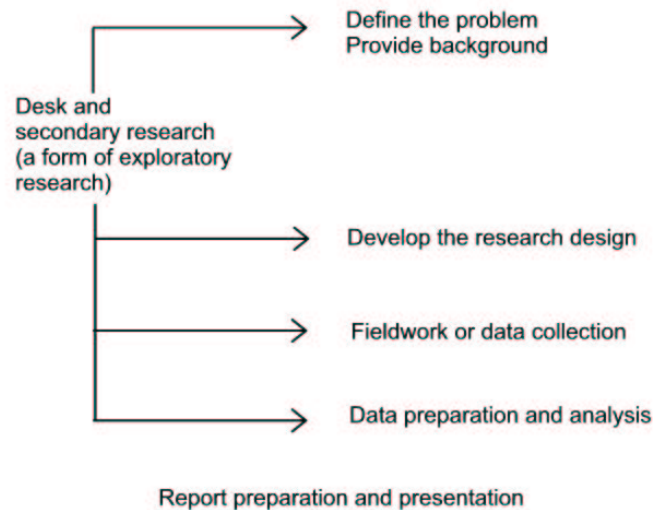 Define the problem
Provide background
Desk and
secondary research
(a form of exploratory
research)
Develop the research design
Fieldwork or data collection
Data preparation and analysis
Report preparation and presentation